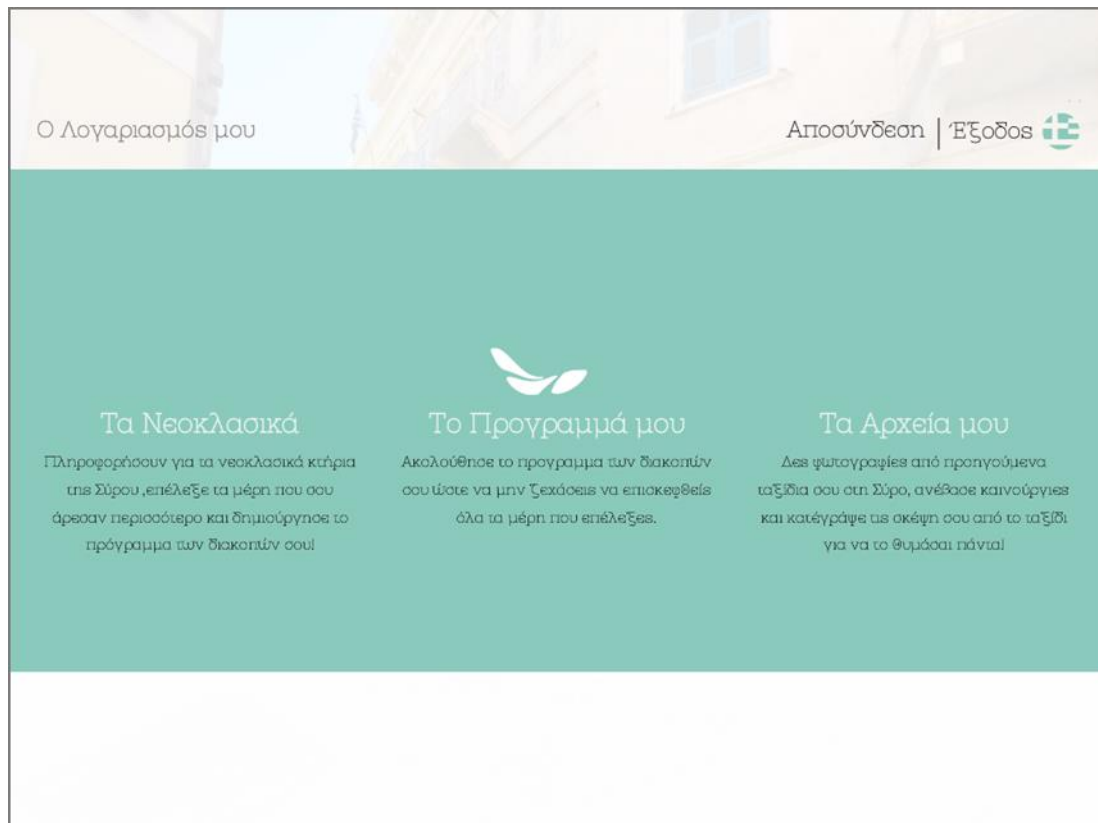 Ο Λογαριασμός μου
Αποσύνδεση | Έξοδος
Τα Νεοκλασικά
Πληροφορήσουν για τα νεοκλασικά κτήρια
της Σύρου ,επέλεξε τα μέρη που σου
άρεσαν περισσότερο και δημιούργησε το
πρόγραμμα των διακοπών σου!
Το Προγραμμά μου
Ακολούθησε το προγραμμα των διακοπών
σου ώστε να μην ξεχάσεις να επισκεφθείς
όλα τα μέρη που επέλεξες.
Τα Αρχεία μου
Δες φωτογραφίες από προηγούμενα
ταξίδια σου στη Σύρο, ανέβασε καινούργιες
και κατέγράψε τις σκέψη σου από το ταξίδι
για να το θυμάσαι πάντα!